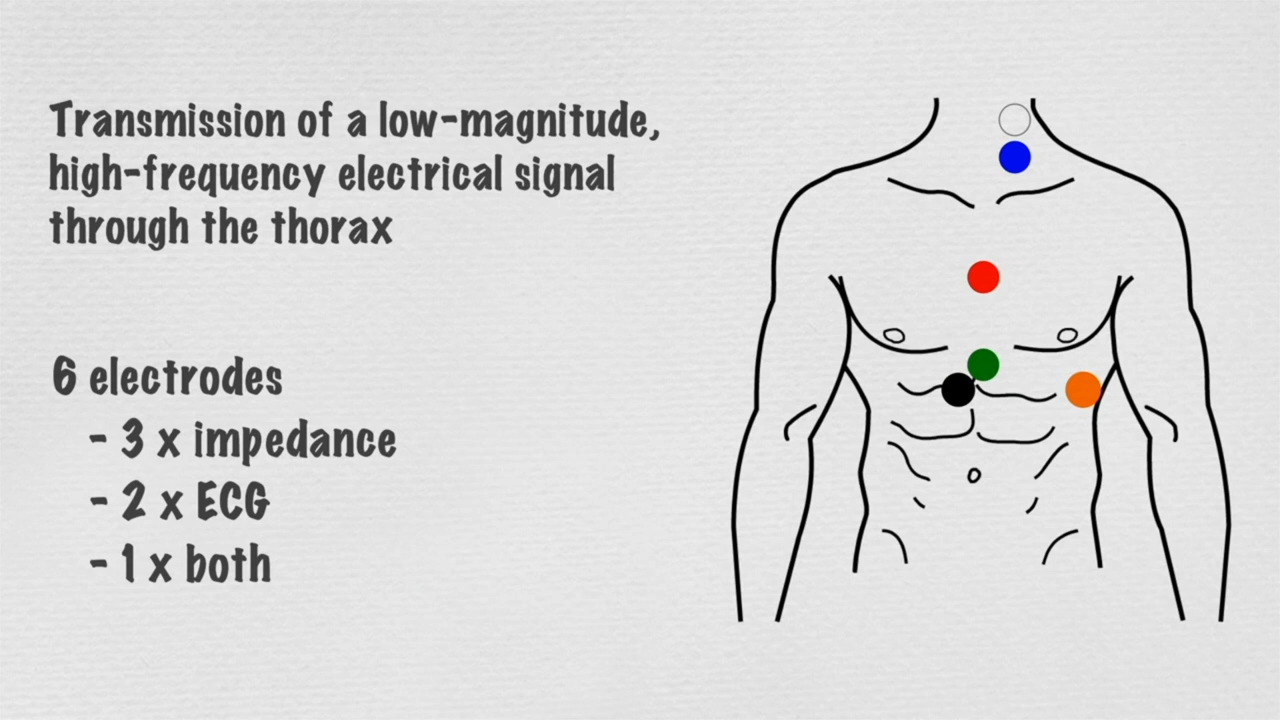 Transmission of a low-magnitude,
high-frequency electrical signal
through the thorax
6 electrodes
- 3 x impedance
- 2 x ECG
- 1 x both